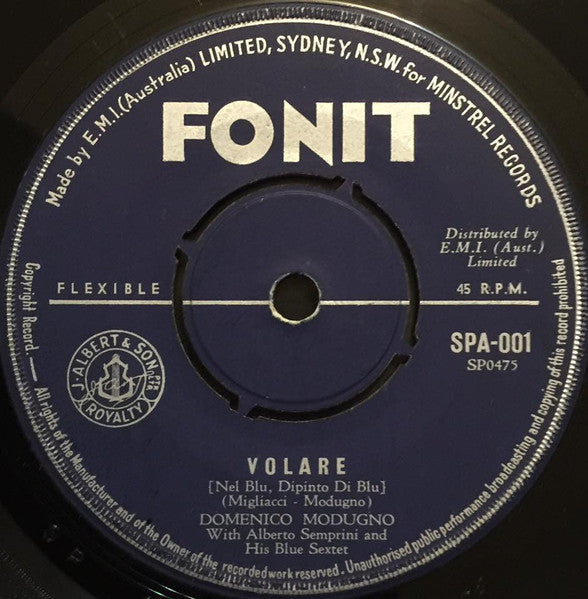 Made by E.M.I. (Australia) LIMITED, SYDNEY, N.S.W. for MINSTREL RECORDS
FONIT
Distributed by
E.M.I. (Aust.)
Limited
FLEXIBLE
45 R.P.M.
J. ALBERT & SON
ROYALTY
SPA-001
SP0475
VOLARE
[Nel Blu, Dipinto Di Blu]
(Migliacci - Modugno)
DOMENICO MODUGNO
With Alberto Semprini and
His Blue Sextet
Copyright Record. — All rights of the Manufacturer and of the Owner of the recorded work reserved. Unauthorised public performance broadcasting and copying of this record prohibited